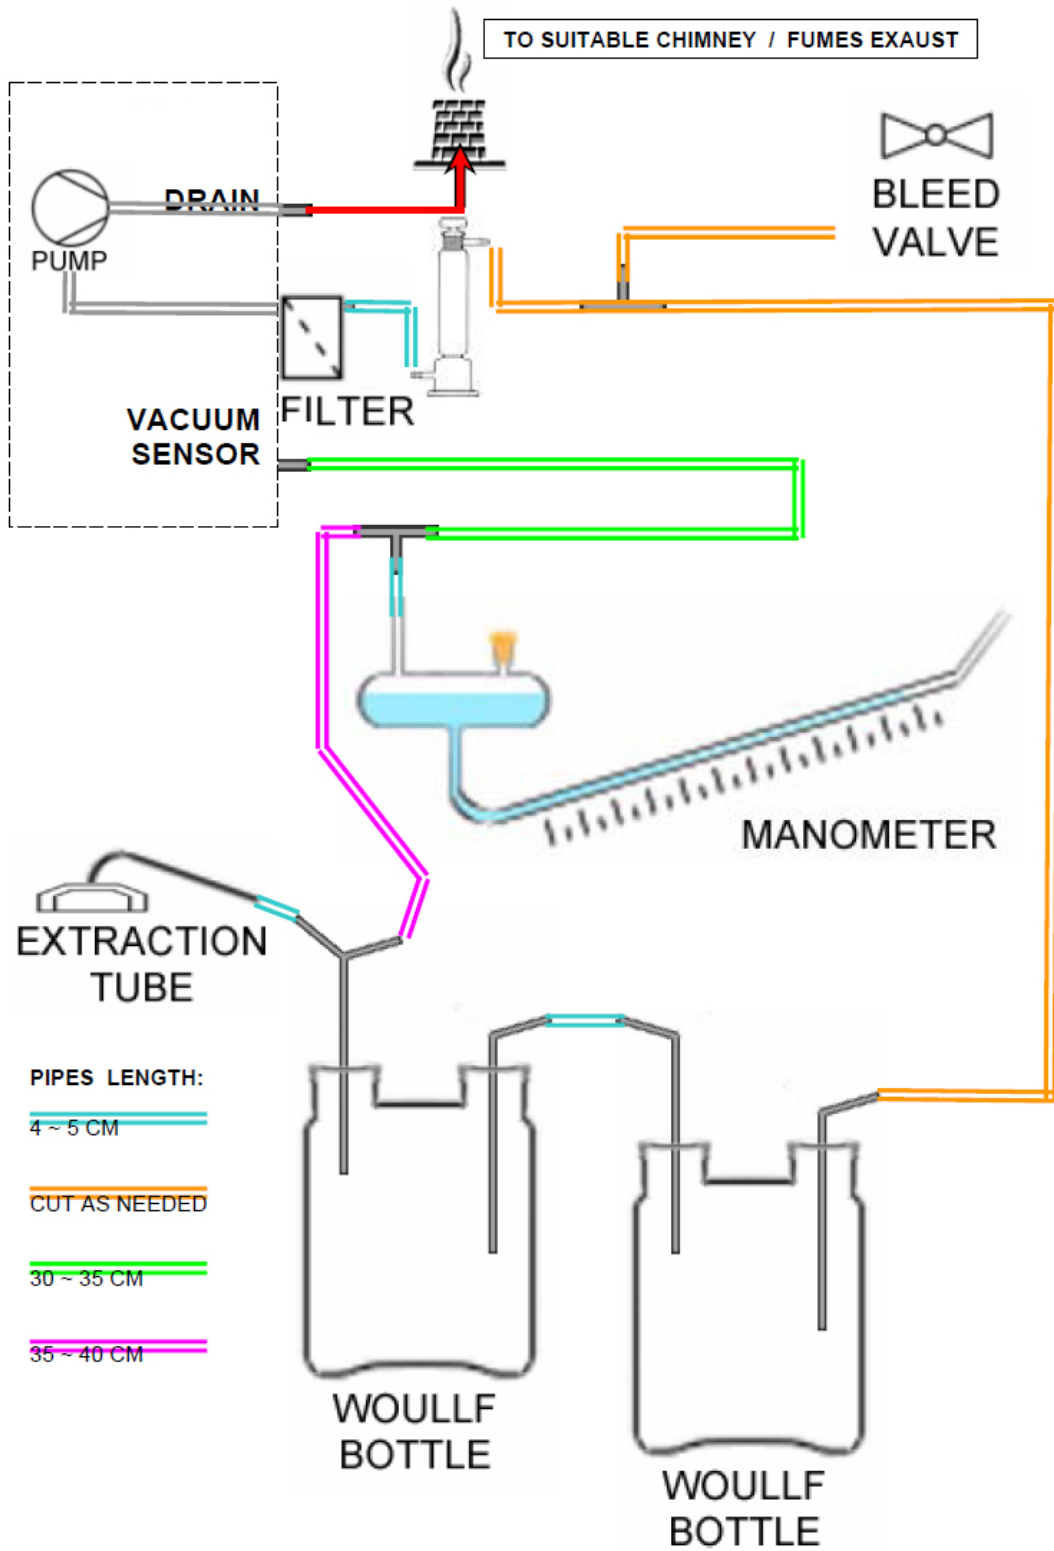 TO SUITABLE CHIMNEY / FUMES EXAUST
BLEED
VALVE
DRAIN
PUMP
FILTER
VACUUM
SENSOR
MANOMETER
EXTRACTION
TUBE
PIPES LENGTH:
4 ~ 5 CM
CUT AS NEEDED
30 ~ 35 CM
35 ~ 40 CM
WOULLF
BOTTLE
WOULLF
BOTTLE